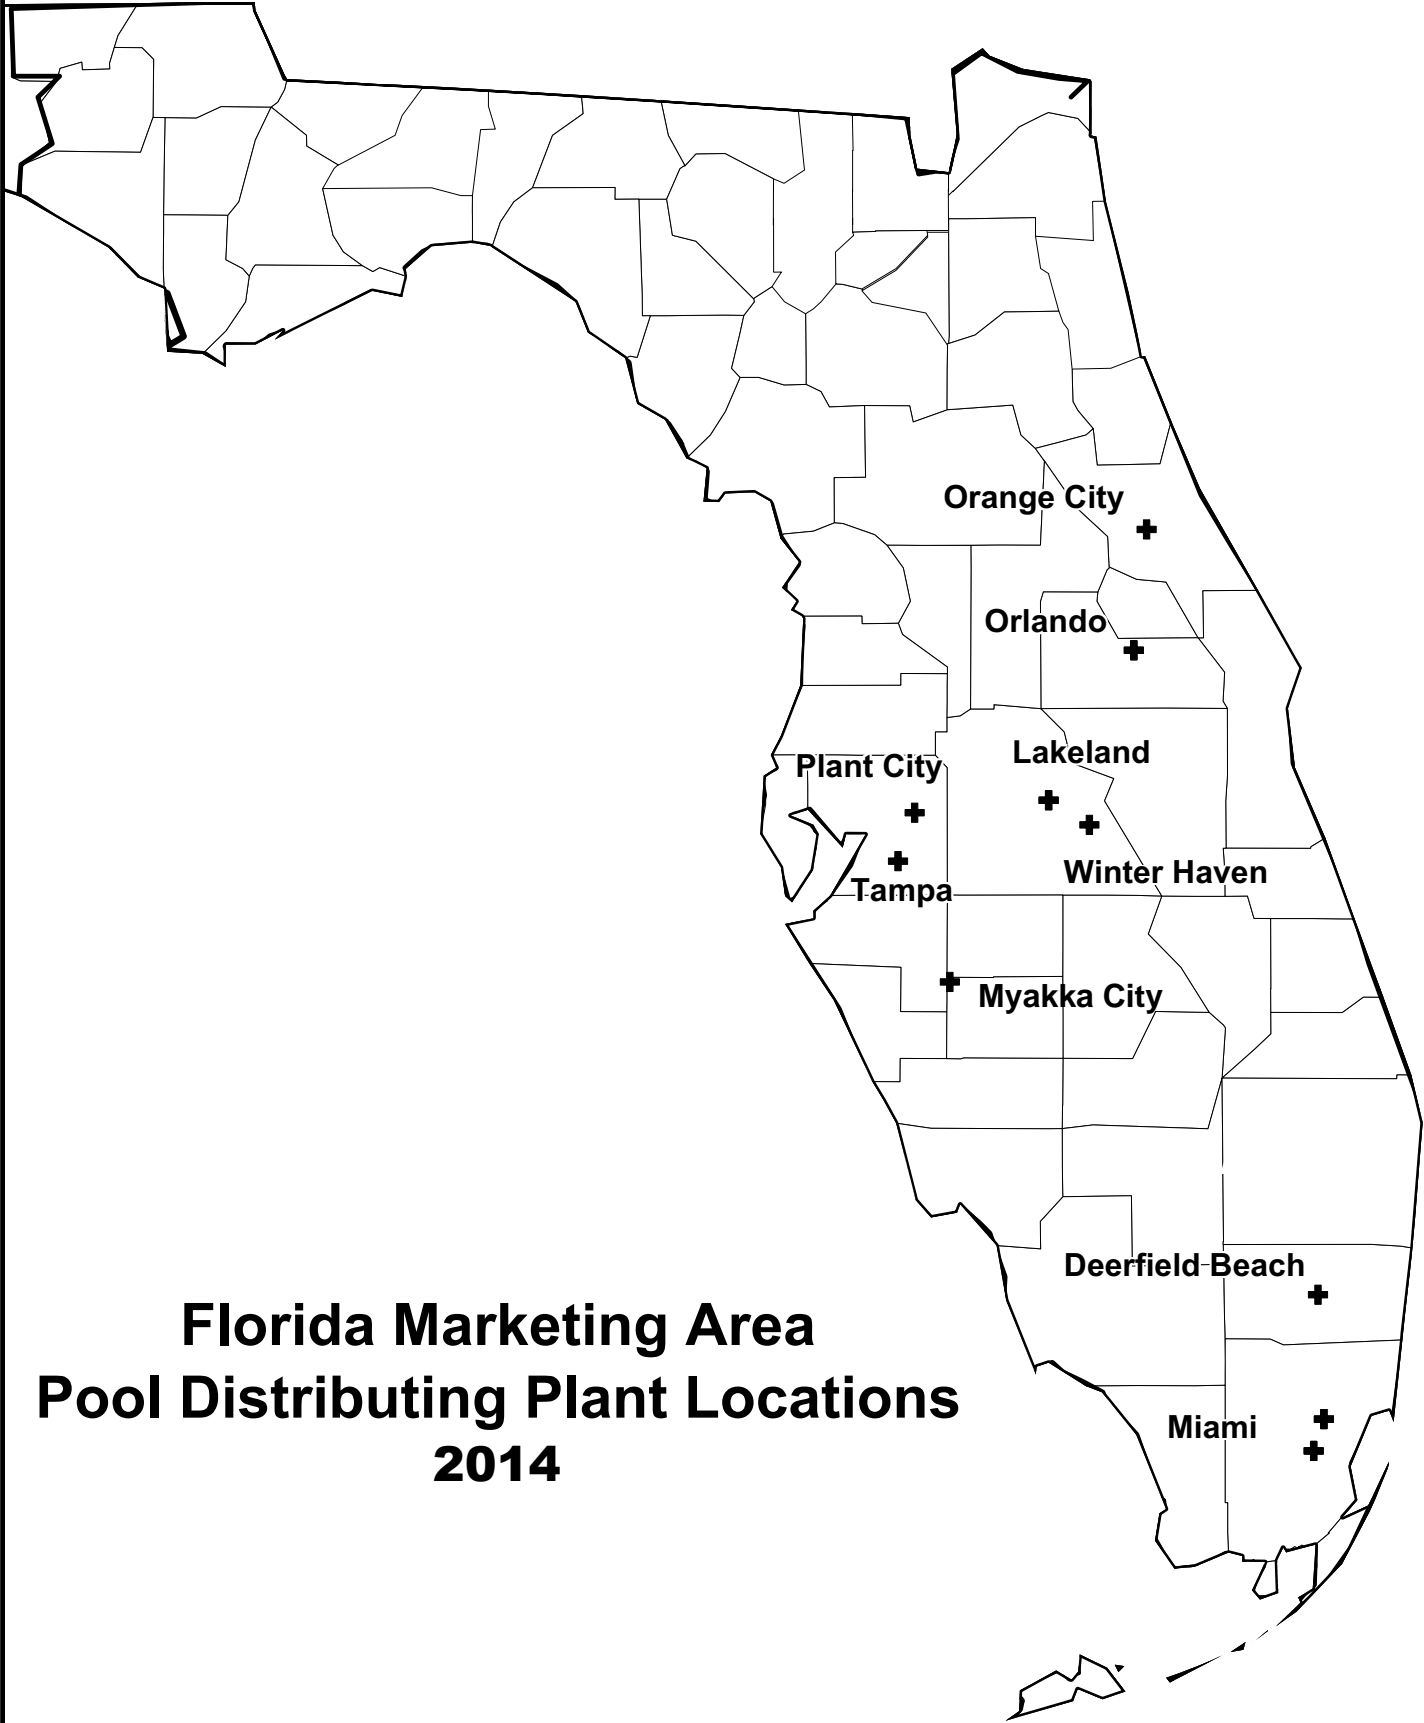 Orange City
Orlando
Lakeland
Plant City
Winter Haven
Tampa
Myakka City
Deerfield Beach
Florida Marketing Area
Pool Distributing Plant Locations
2014
Miami